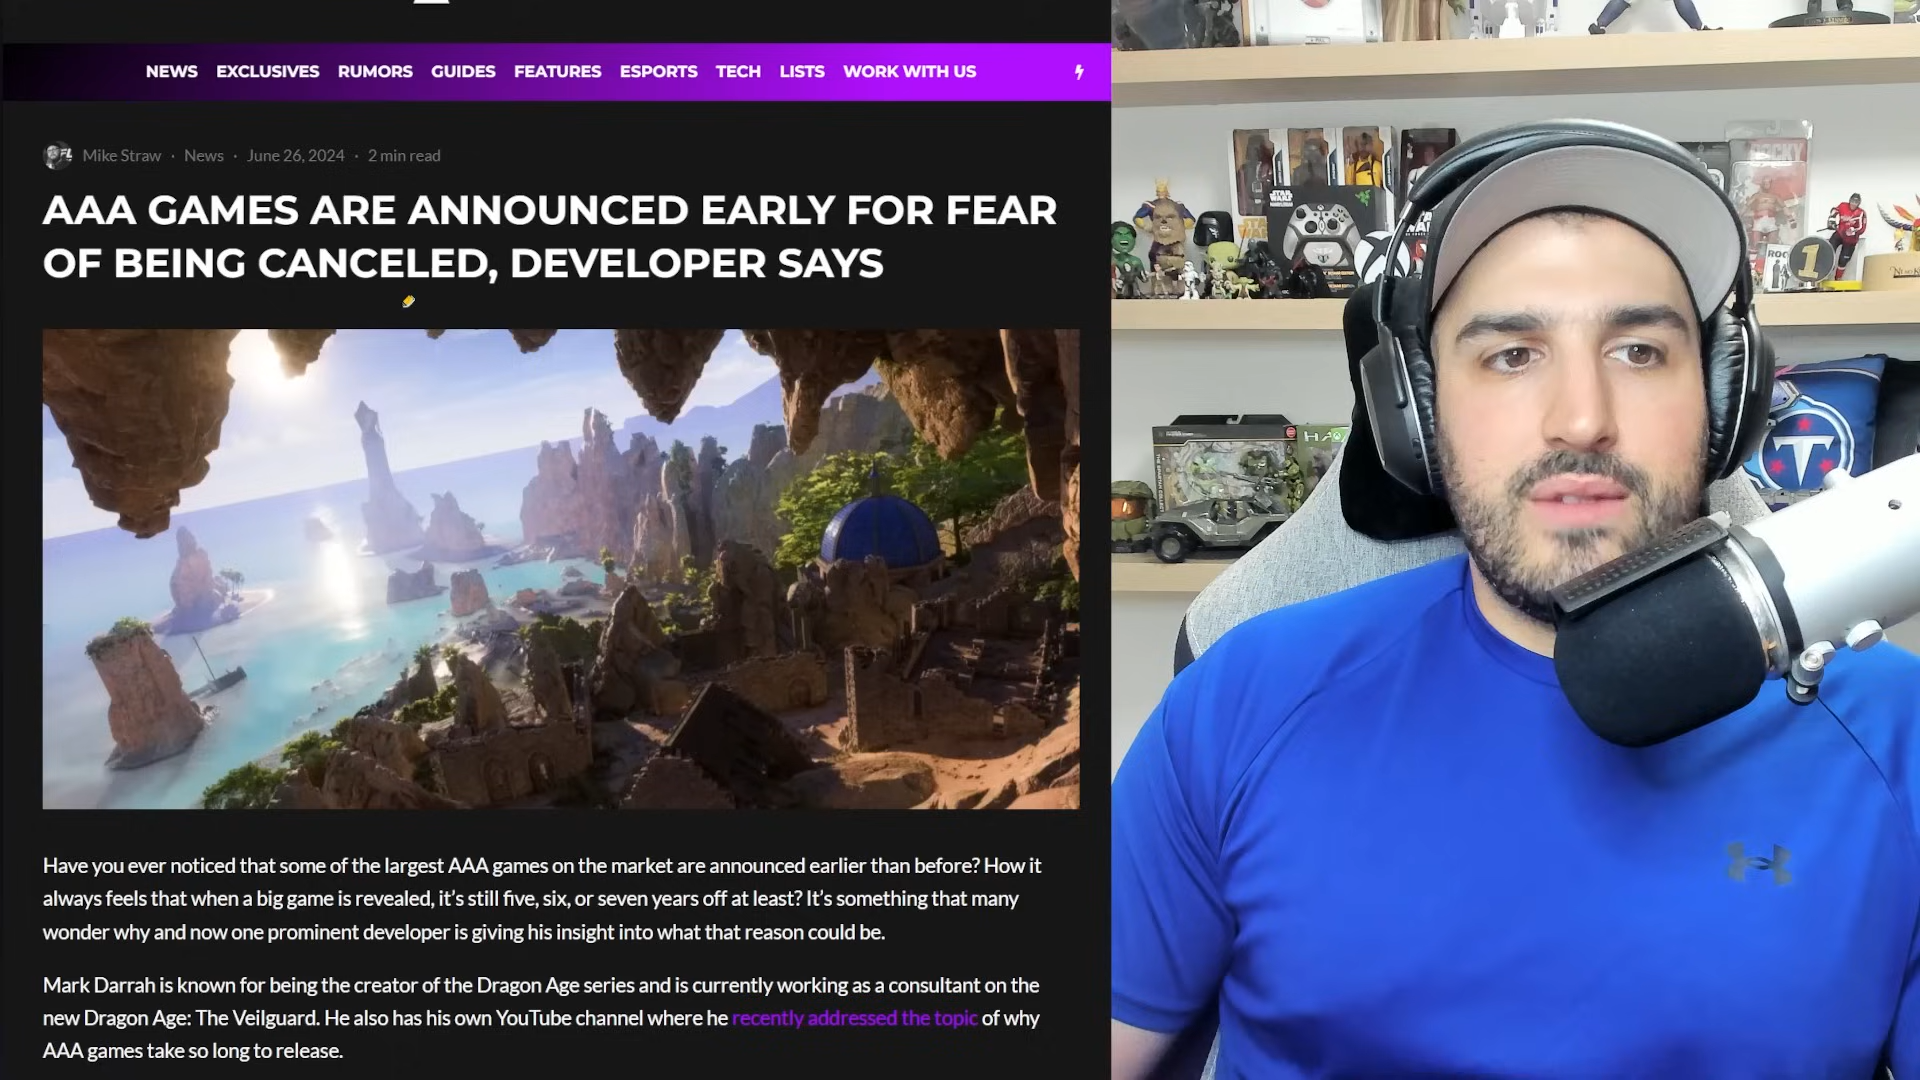 NEWS EXCLUSIVES RUMORS GUIDES FEATURES ESPORTS TECH LISTS WORK WITH US
Mike Straw · News · June 26, 2024 · 2 min read
AAA GAMES ARE ANNOUNCED EARLY FOR FEAR
OF BEING CANCELED, DEVELOPER SAYS
Have you ever noticed that some of the largest AAA games on the market are announced earlier than before? How it
always feels that when a big game is revealed, it’s still five, six, or seven years off at least? It’s something that many
wonder why and now one prominent developer is giving his insight into what that reason could be.
Mark Darrah is known for being the creator of the Dragon Age series and is currently working as a consultant on the
new Dragon Age: The Veilguard. He also has his own YouTube channel where he recently addressed the topic of why
AAA games take so long to release.
STAR
WARS
ROCKY
1
HA
T